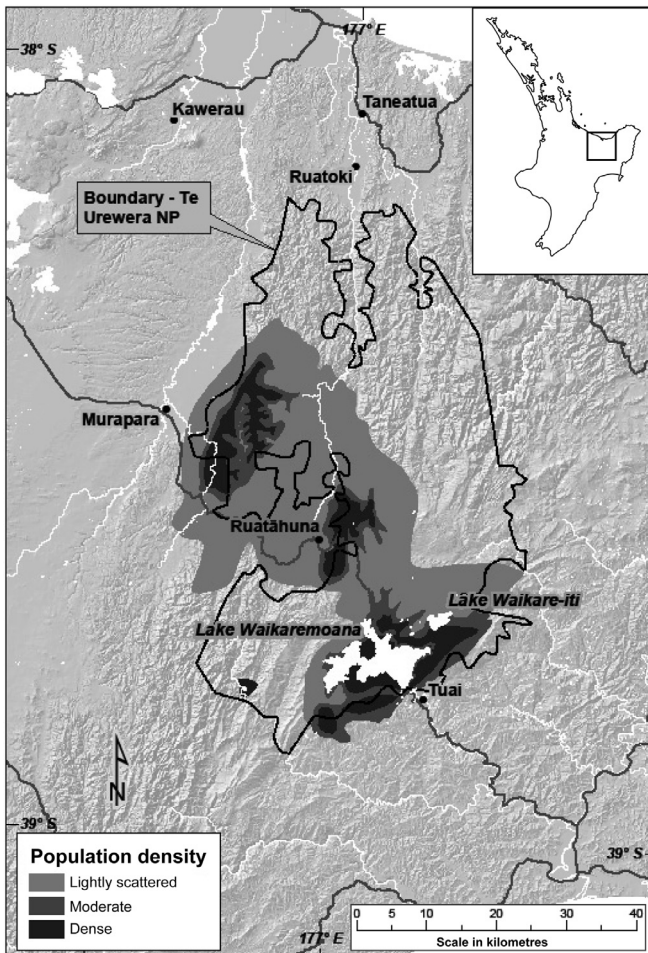 177° E
38° S
Kawerau
Taneatua
Ruatoki
Boundary - Te
Urewera NP
Murapara
Ruatāhuna
Lāke Waikare-iti
Lake Waikaremoana
Tuai
N
39° S
39° S
Population density
Lightly scattered
Moderate
Dense
177° E
0 5 10 20 30 40
Scale in kilometres